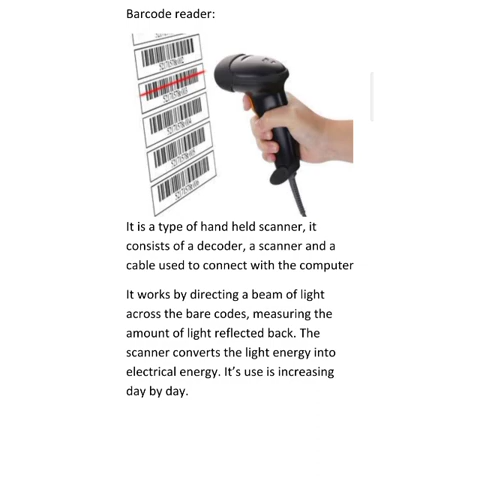 Barcode reader:
It is a type of hand held scanner, it
consists of a decoder, a scanner and a
cable used to connect with the computer
It works by directing a beam of light
across the bare codes, measuring the
amount of light reflected back. The
scanner converts the light energy into
electrical energy. It’s use is increasing
day by day.